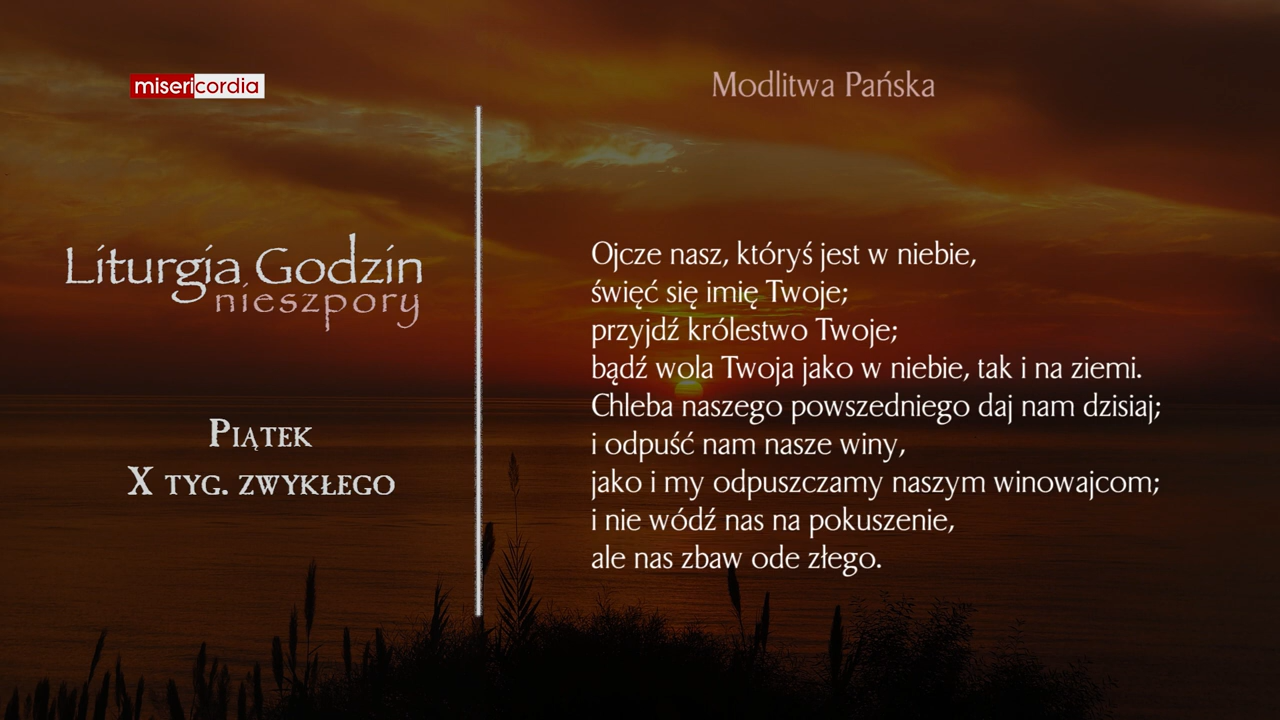 misericordia
Liturgia Godzin
nieszpory
Piątek
X tyg. zwykłego
Modlitwa Pańska
Ojcze nasz, któryś jest w niebie,
święć się imię Twoje;
przyjdź królestwo Twoje;
bądź wola Twoja jako w niebie, tak i na ziemi.
Chleba naszego powszedniego daj nam dzisiaj;
i odpuść nam nasze winy,
jako i my odpuszczamy naszym winowajcom;
i nie wódź nas na pokuszenie,
ale nas zbaw ode złego.